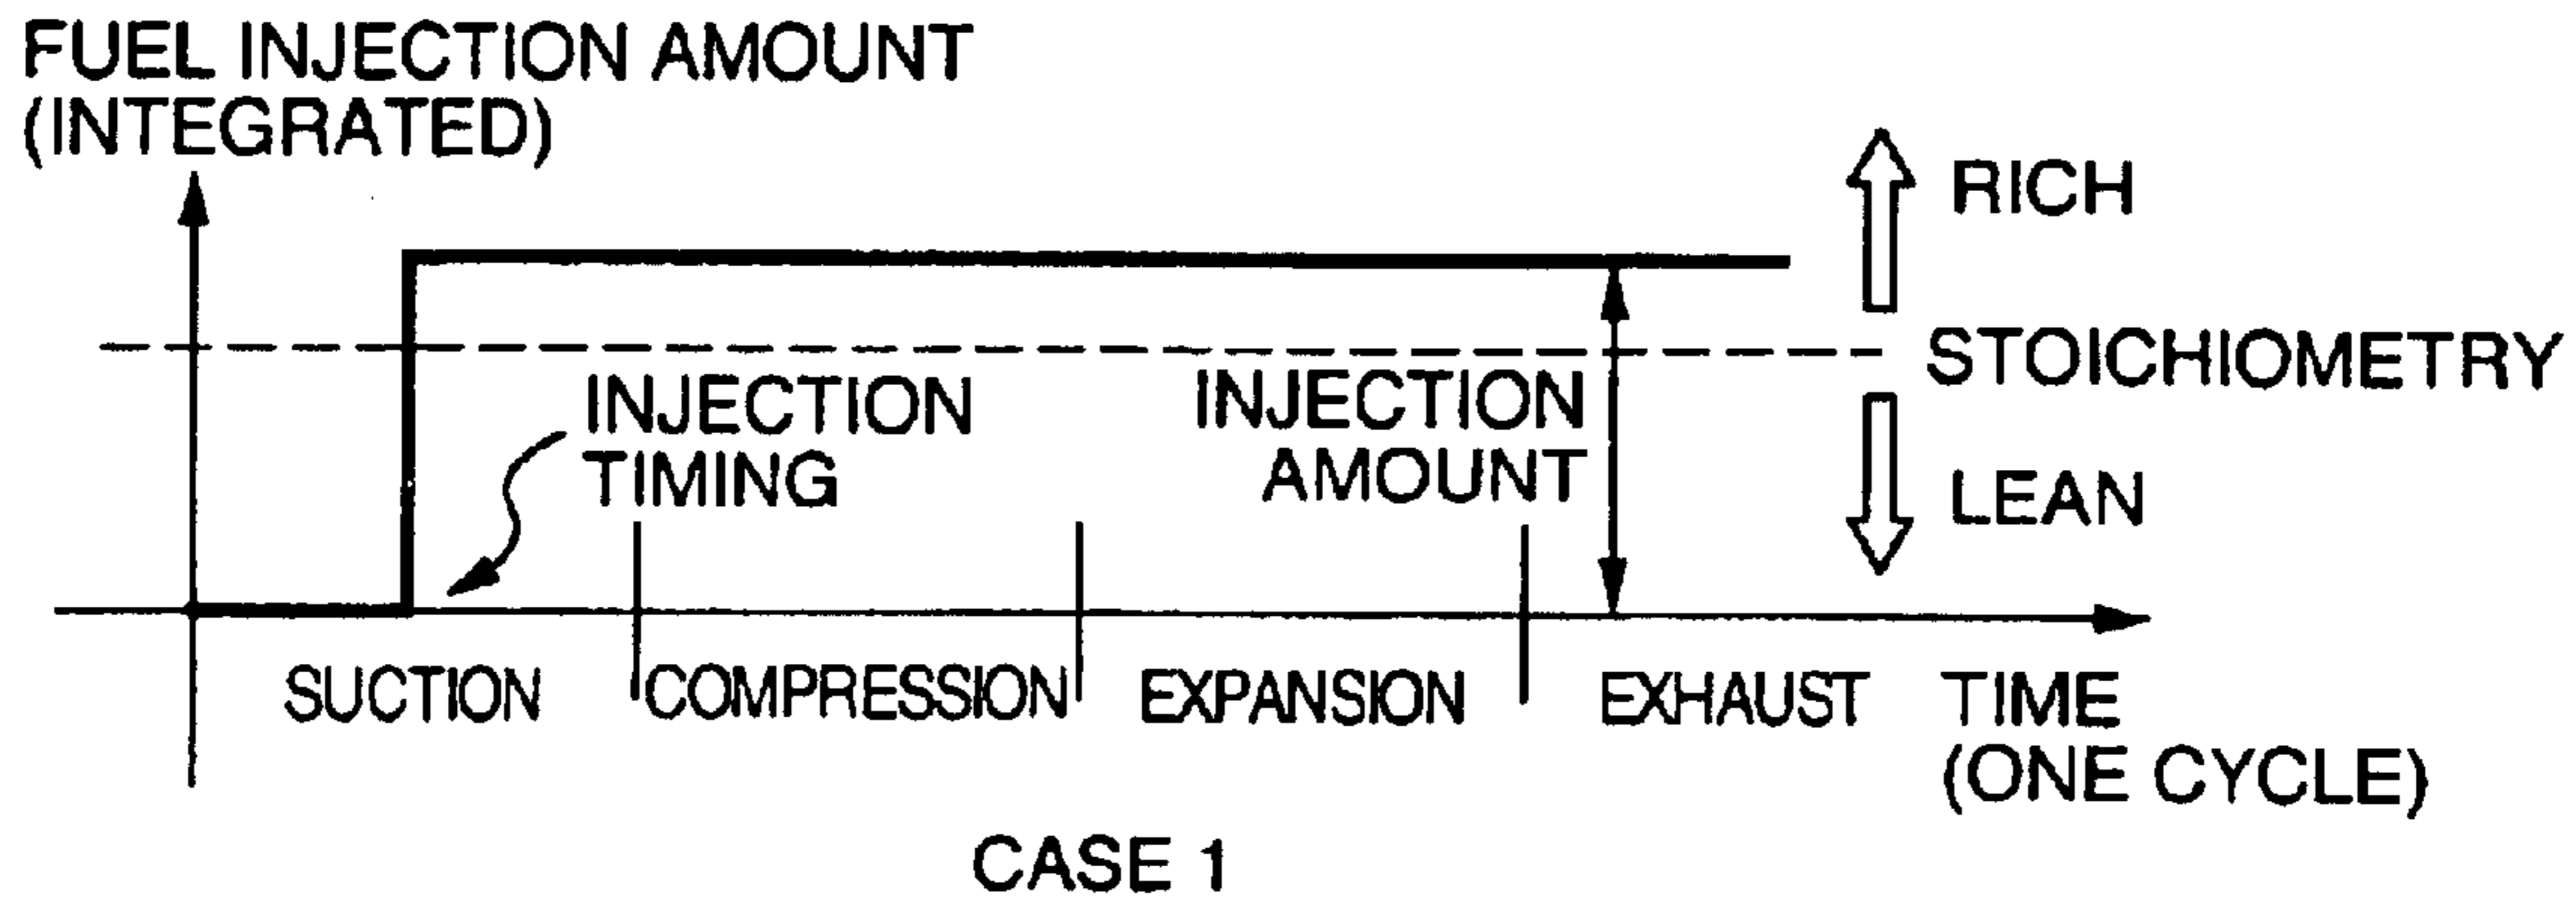 FUEL INJECTION AMOUNT
(INTEGRATED)
RICH
STOICHIOMETRY
INJECTION
TIMING
INJECTION
AMOUNT
LEAN
SUCTION
COMPRESSION
EXPANSION
EXHAUST
TIME
(ONE CYCLE)
CASE 1